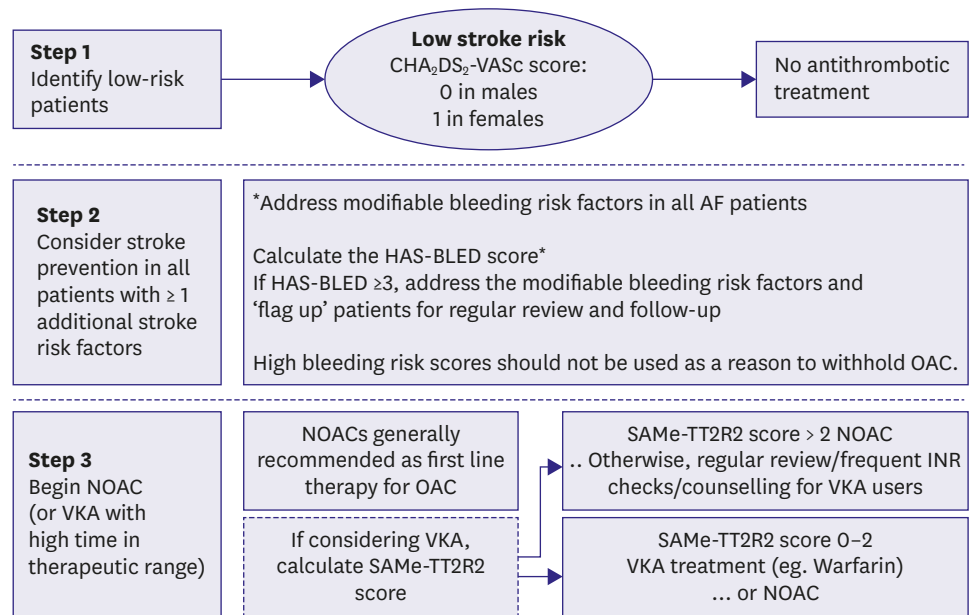 Step 1
Identify low-risk
patients
Low stroke risk
CHA₂DS₂-VASc score:
0 in males
1 in females
No antithrombotic
treatment
Step 2
Consider stroke
prevention in all
patients with ≥ 1
additional stroke
risk factors
*Address modifiable bleeding risk factors in all AF patients
Calculate the HAS-BLED score*
If HAS-BLED ≥3, address the modifiable bleeding risk factors and
‘flag up’ patients for regular review and follow-up
High bleeding risk scores should not be used as a reason to withhold OAC.
Step 3
Begin NOAC
(or VKA with
high time in
therapeutic range)
NOACs generally
recommended as first line
therapy for OAC
If considering VKA,
calculate SAMe-TT2R2
score
SAMe-TT2R2 score > 2 NOAC
.. Otherwise, regular review/frequent INR
checks/counselling for VKA users
SAMe-TT2R2 score 0–2
VKA treatment (eg. Warfarin)
... or NOAC